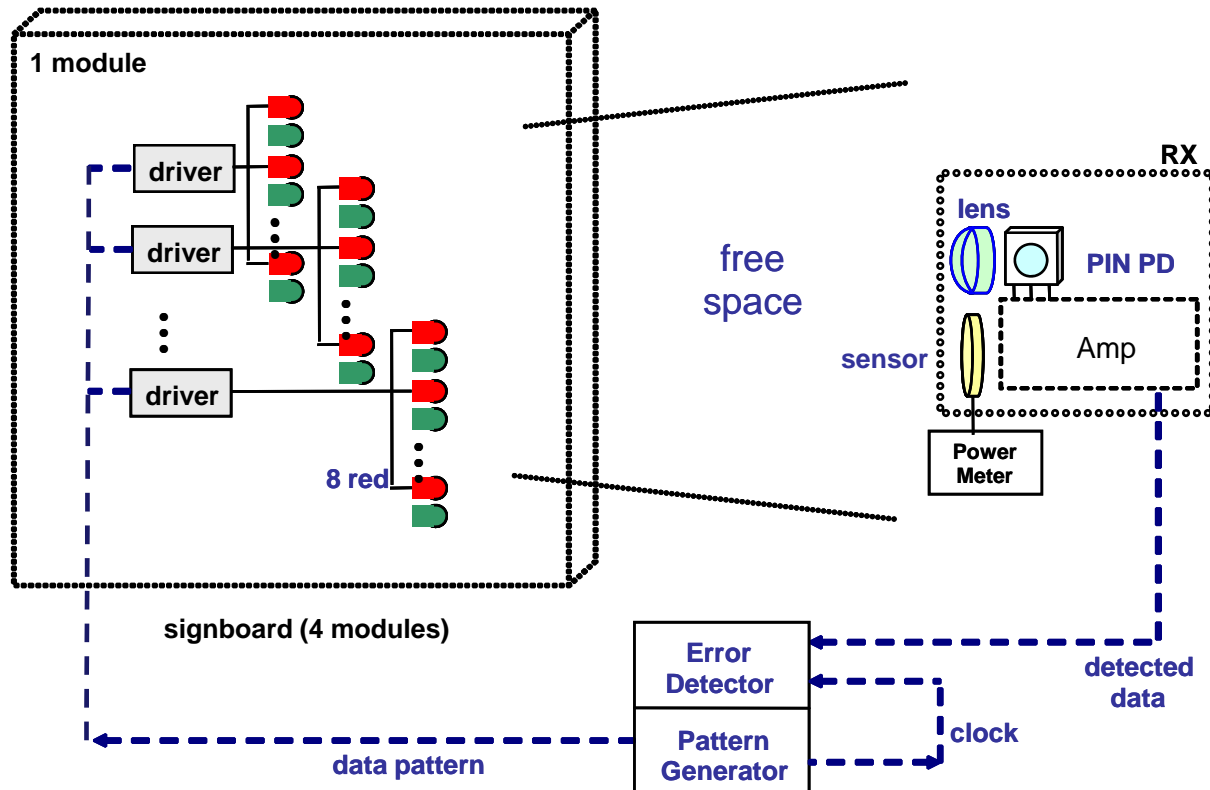 1 module
driver
driver
driver
8 red
signboard (4 modules)
free
space
RX
lens
PIN PD
sensor
Amp
Power
Meter
Error
Detector
Pattern
Generator
detected
data
clock
data pattern